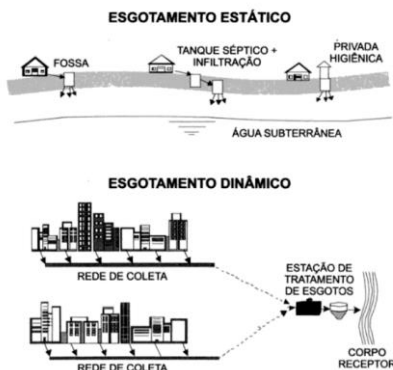 ESGOTAMENTO ESTÁTICO
FOSSA
TANQUE SÉPTICO +
INFILTRAÇÃO
PRIVADA
HIGIÊNICA
ÁGUA SUBTERRÂNEA
ESGOTAMENTO DINÂMICO
REDE DE COLETA
ESTAÇÃO DE
TRATAMENTO
DE ESGOTOS
REDE DE COLETA
CORPO
RECEPTOR